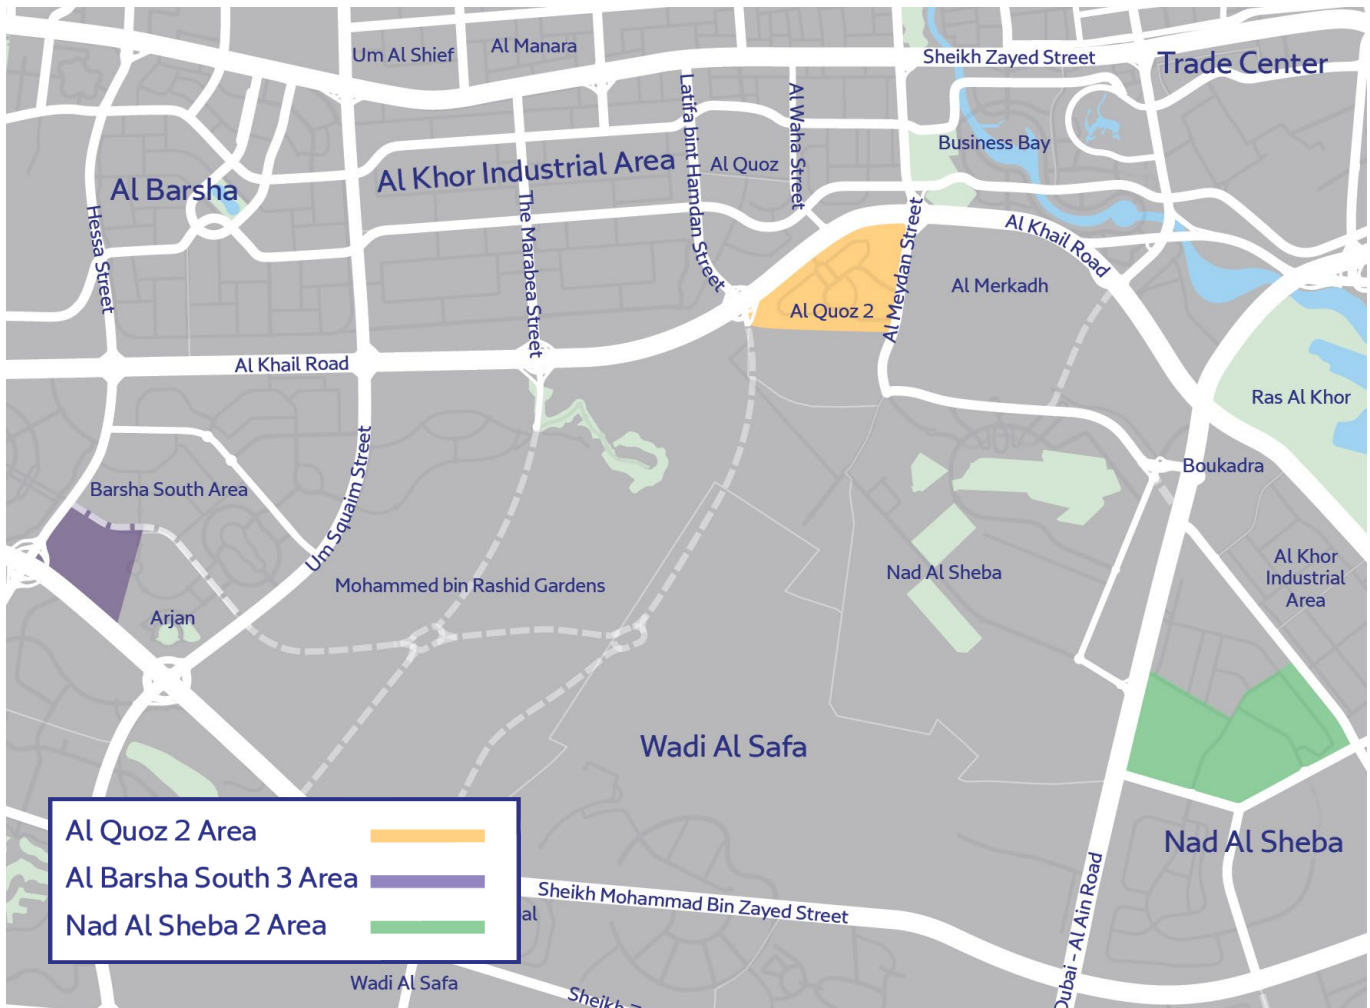 Um Al Shief
Al Manara
Sheikh Zayed Street
Trade Center
Latifa bint Hamdan Street
Al Waha Street
Business Bay
Al Khor Industrial Area
Al Quoz
Al Barsha
Hessa Street
The Marabea Street
Al Meydan Street
Al Khail Road
Al Merkadh
Al Quoz 2
Al Khail Road
Ras Al Khor
Boukadra
Barsha South Area
Um Squaim Street
Al Khor
Industrial
Area
Nad Al Sheba
Mohammed bin Rashid Gardens
Arjan
Wadi Al Safa
Nad Al Sheba
Al Quoz 2 Area
Al Barsha South 3 Area
Nad Al Sheba 2 Area
al
Sheikh Mohammad Bin Zayed Street
Dubai - Al Ain Road
Wadi Al Safa
Sheikh